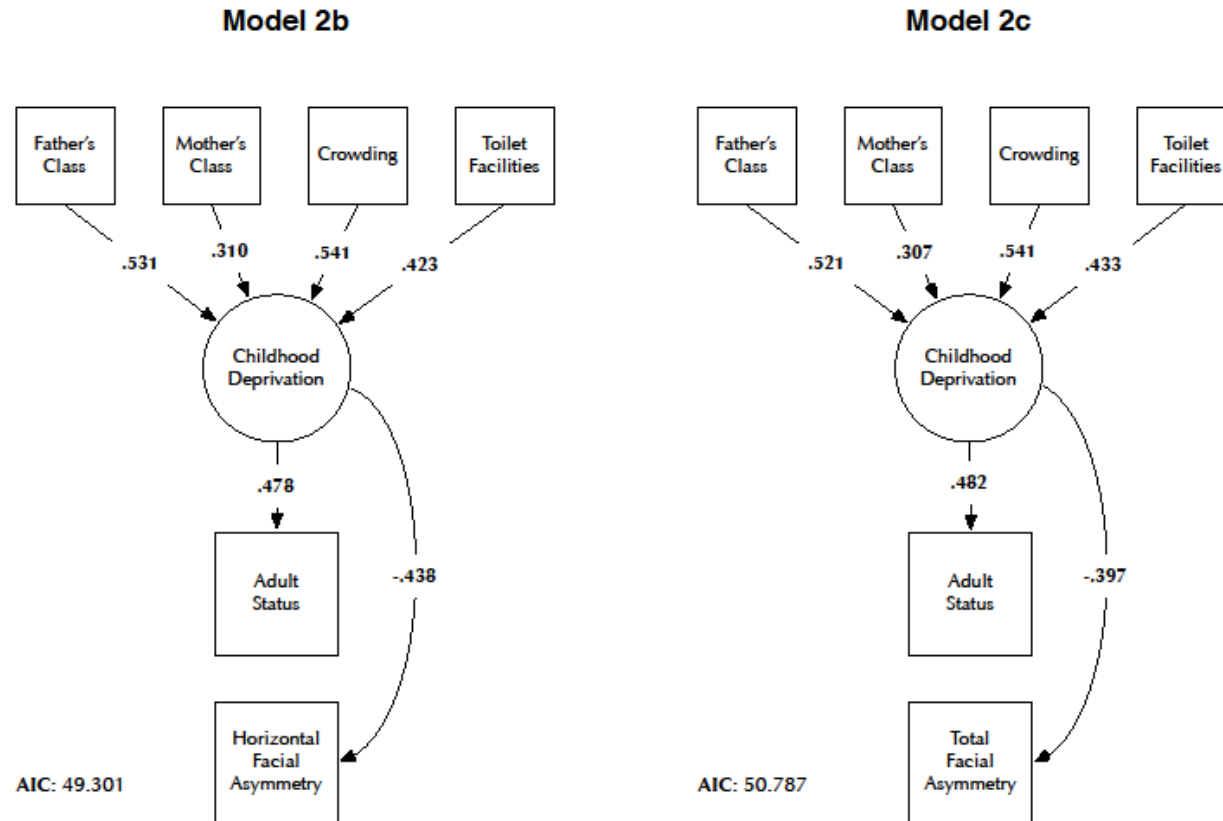 Model 2b
Father's
Class
Mother's
Class
Crowding
Toilet
Facilities
.531
.310
.541
.423
Childhood
Deprivation
.478
-.438
Adult
Status
Horizontal
Facial
Asymmetry
AIC: 49.301
Model 2c
Father's
Class
Mother's
Class
Crowding
Toilet
Facilities
.521
.307
.541
.433
Childhood
Deprivation
.482
-.397
Adult
Status
Total
Facial
Asymmetry
AIC: 50.787